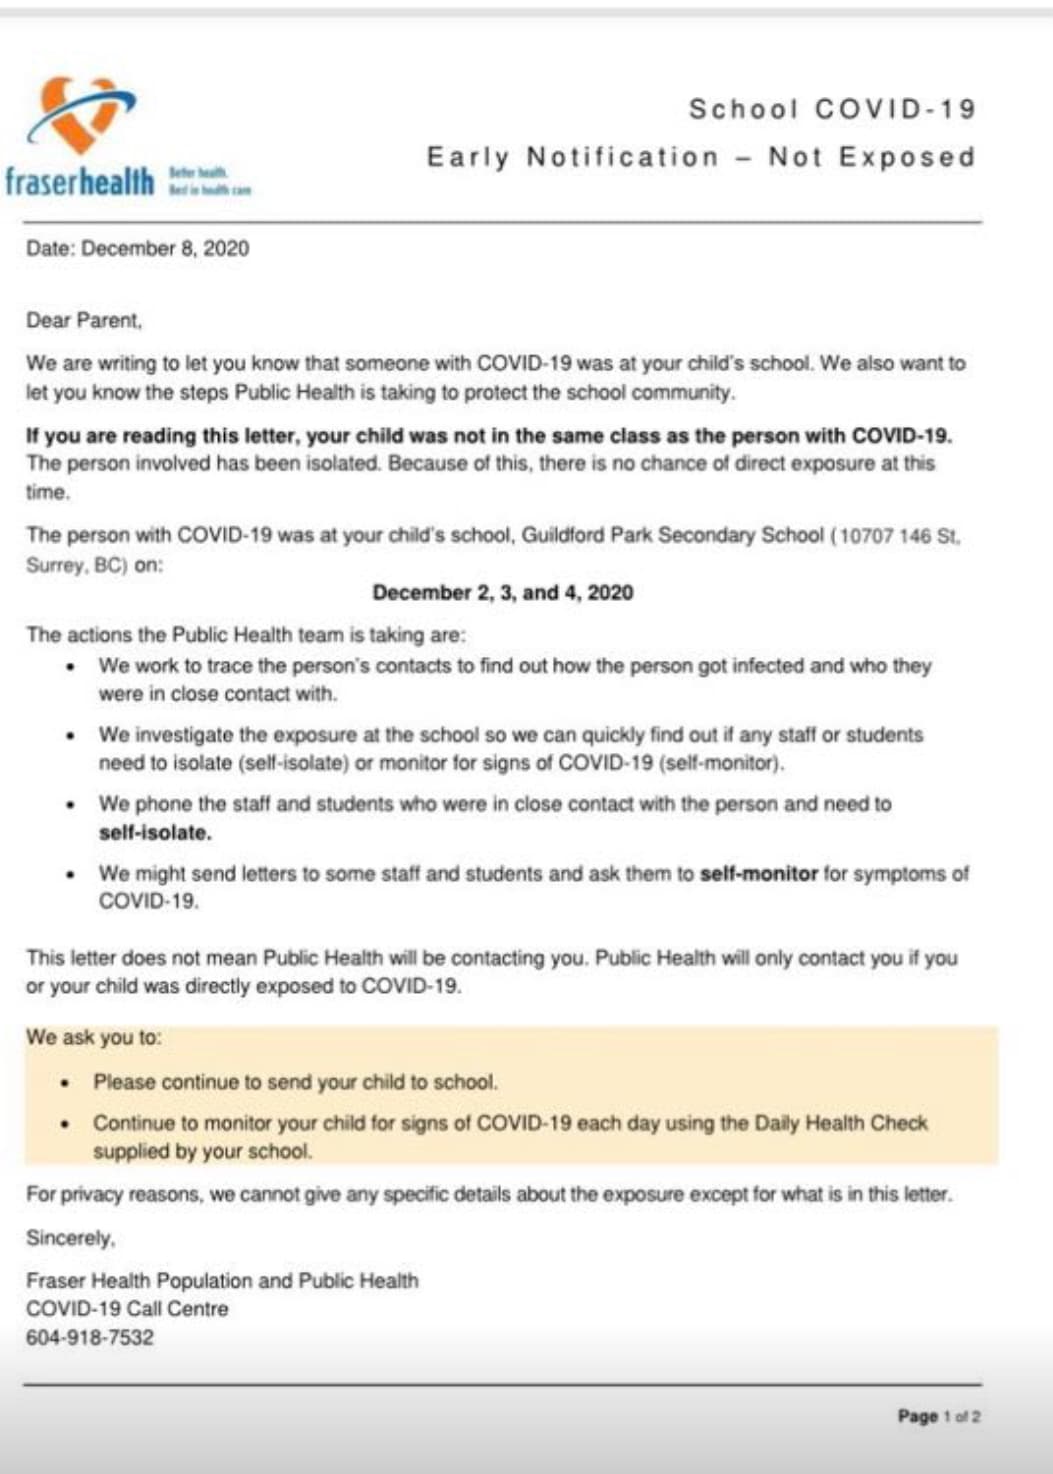 fraserhealth
Better health.
Best in health care.
School COVID-19
Early Notification – Not Exposed
Date: December 8, 2020
Dear Parent,
We are writing to let you know that someone with COVID-19 was at your child's school. We also want to
let you know the steps Public Health is taking to protect the school community.
If you are reading this letter, your child was not in the same class as the person with COVID-19.
The person involved has been isolated. Because of this, there is no chance of direct exposure at this
time.
The person with COVID-19 was at your child's school, Guildford Park Secondary School (10707 146 St,
Surrey, BC) on:
December 2, 3, and 4, 2020
The actions the Public Health team is taking are:
• We work to trace the person's contacts to find out how the person got infected and who they
were in close contact with.
• We investigate the exposure at the school so we can quickly find out if any staff or students
need to isolate (self-isolate) or monitor for signs of COVID-19 (self-monitor).
• We phone the staff and students who were in close contact with the person and need to
self-isolate.
• We might send letters to some staff and students and ask them to self-monitor for symptoms of
COVID-19.
This letter does not mean Public Health will be contacting you. Public Health will only contact you if you
or your child was directly exposed to COVID-19.
We ask you to:
• Please continue to send your child to school.
• Continue to monitor your child for signs of COVID-19 each day using the Daily Health Check
supplied by your school.
For privacy reasons, we cannot give any specific details about the exposure except for what is in this letter.
Sincerely,
Fraser Health Population and Public Health
COVID-19 Call Centre
604-918-7532
Page 1 of 2